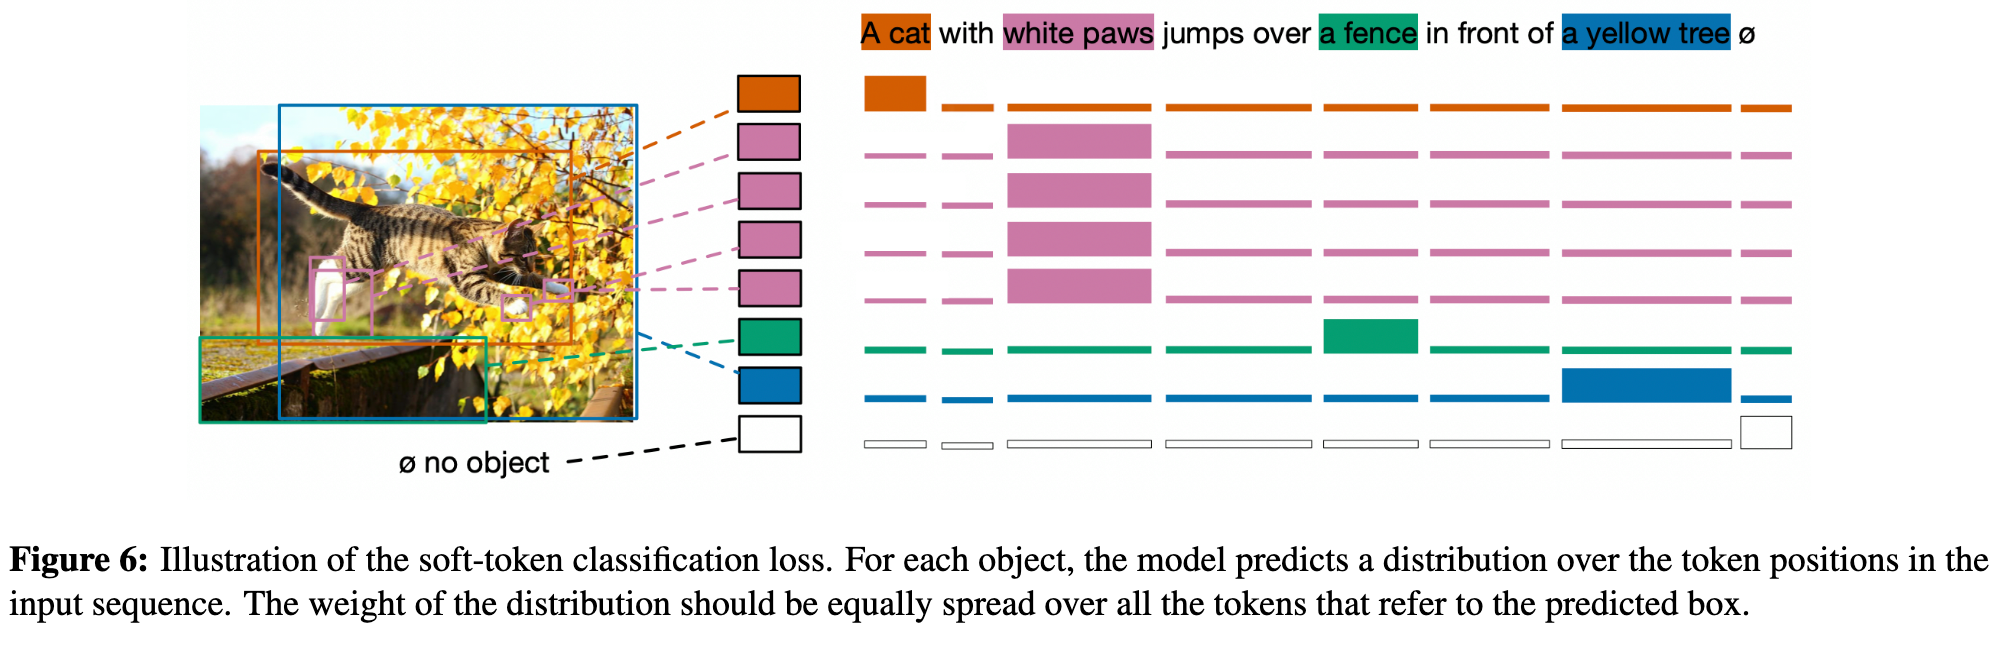 A cat with white paws jumps over a fence in front of a yellow tree ø
ø no object
Figure 6: Illustration of the soft-token classification loss. For each object, the model predicts a distribution over the token positions in the
input sequence. The weight of the distribution should be equally spread over all the tokens that refer to the predicted box.